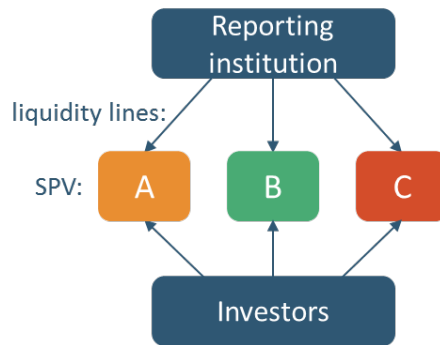 Reporting
institution
liquidity lines:
SPV:
A
B
C
Investors